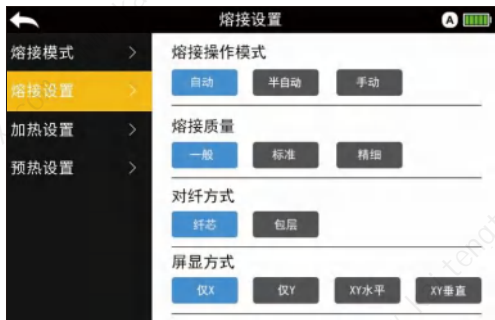 熔接设置
A
熔接模式 >
熔接设置 >
加热设置 >
预热设置 >
熔接操作模式
自动 半自动 手动
熔接质量
一般 标准 精细
对纤方式
纤芯 包层
屏显方式
仅X 仅Y XY水平 XY垂直